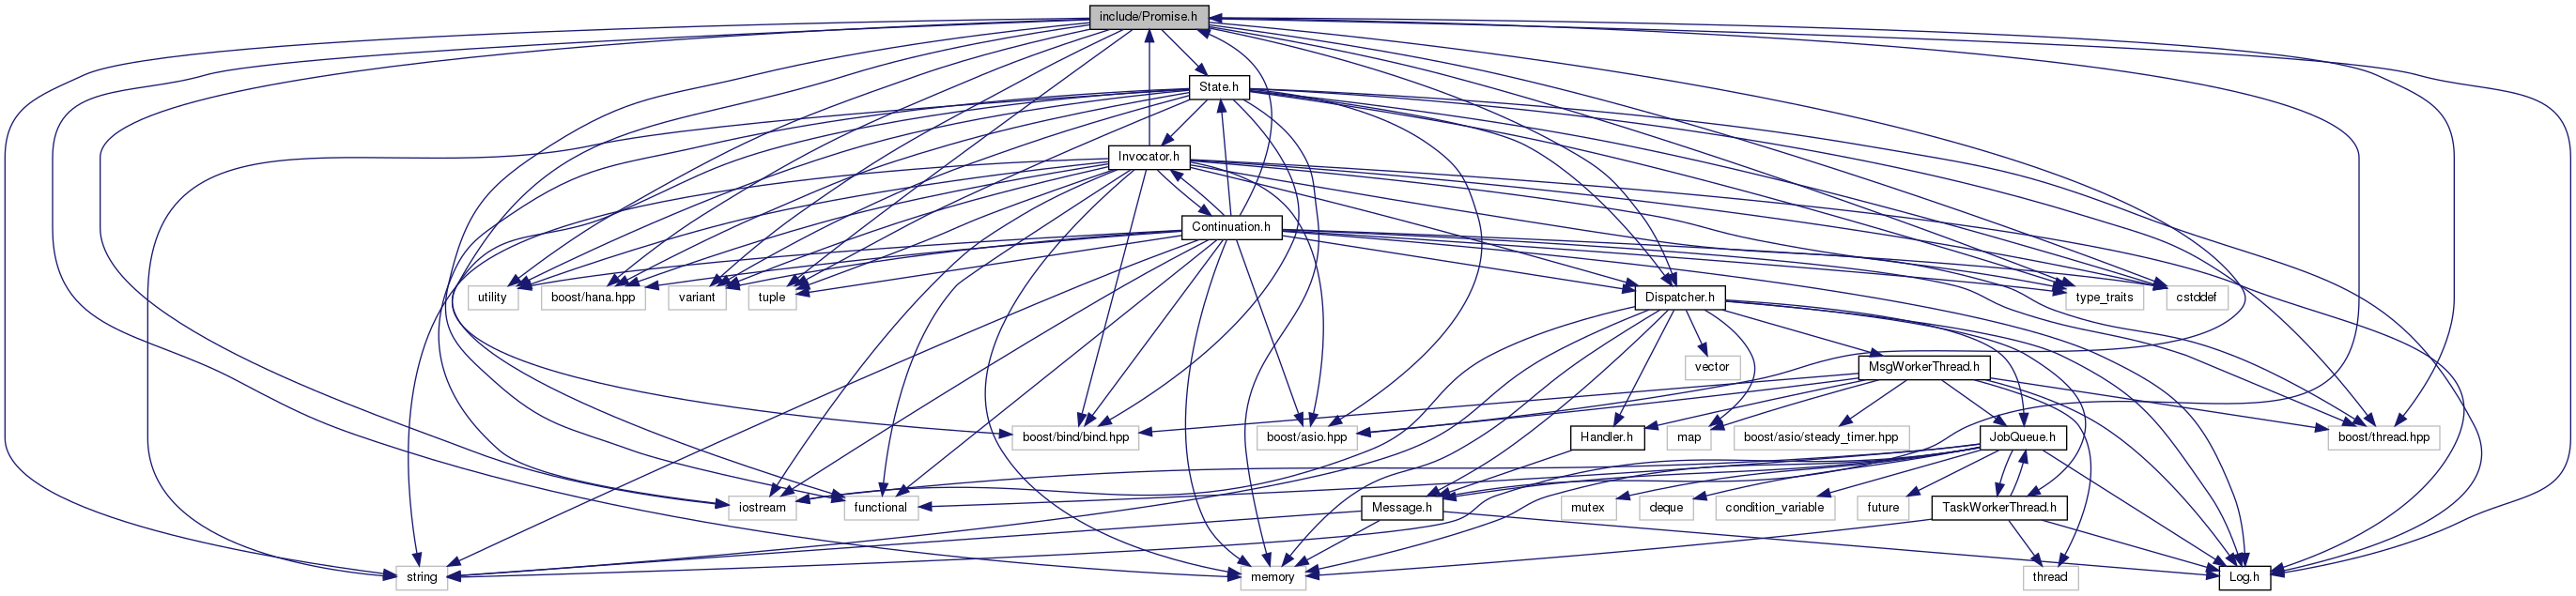 include/Promise.h
State.h
Invocator.h
Continuation.h
utility
boost/hana.hpp
variant
tuple
Dispatcher.h
type_traits
cstddef
vector
MsgWorkerThread.h
boost/bind/bind.hpp
boost/asio.hpp
Handler.h
map
boost/asio/steady_timer.hpp
JobQueue.h
boost/thread.hpp
iostream
functional
Message.h
mutex
deque
condition_variable
future
TaskWorkerThread.h
string
memory
thread
Log.h